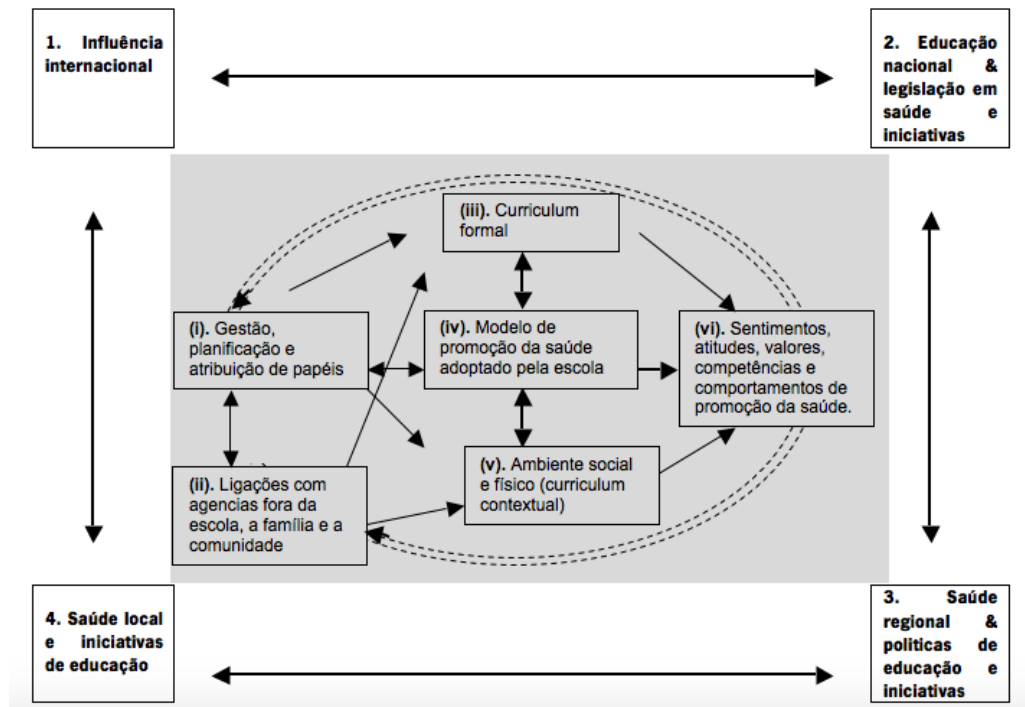 1. Influência
internacional
2. Educação
nacional &
legislação em
saúde e
iniciativas
(iii). Curriculum
formal
(i). Gestão,
planificação e
atribuição de papéis
(iv). Modelo de
promoção da saúde
adoptado pela escola
(vi). Sentimentos,
atitudes, valores,
competências e
comportamentos de
promoção da saúde.
(ii). Ligações com
agencias fora da
escola, a família e a
comunidade
(v). Ambiente social
e físico (curriculum
contextual)
4. Saúde local
e iniciativas
de educação
3. Saúde
regional &
politicas de
educação e
iniciativas